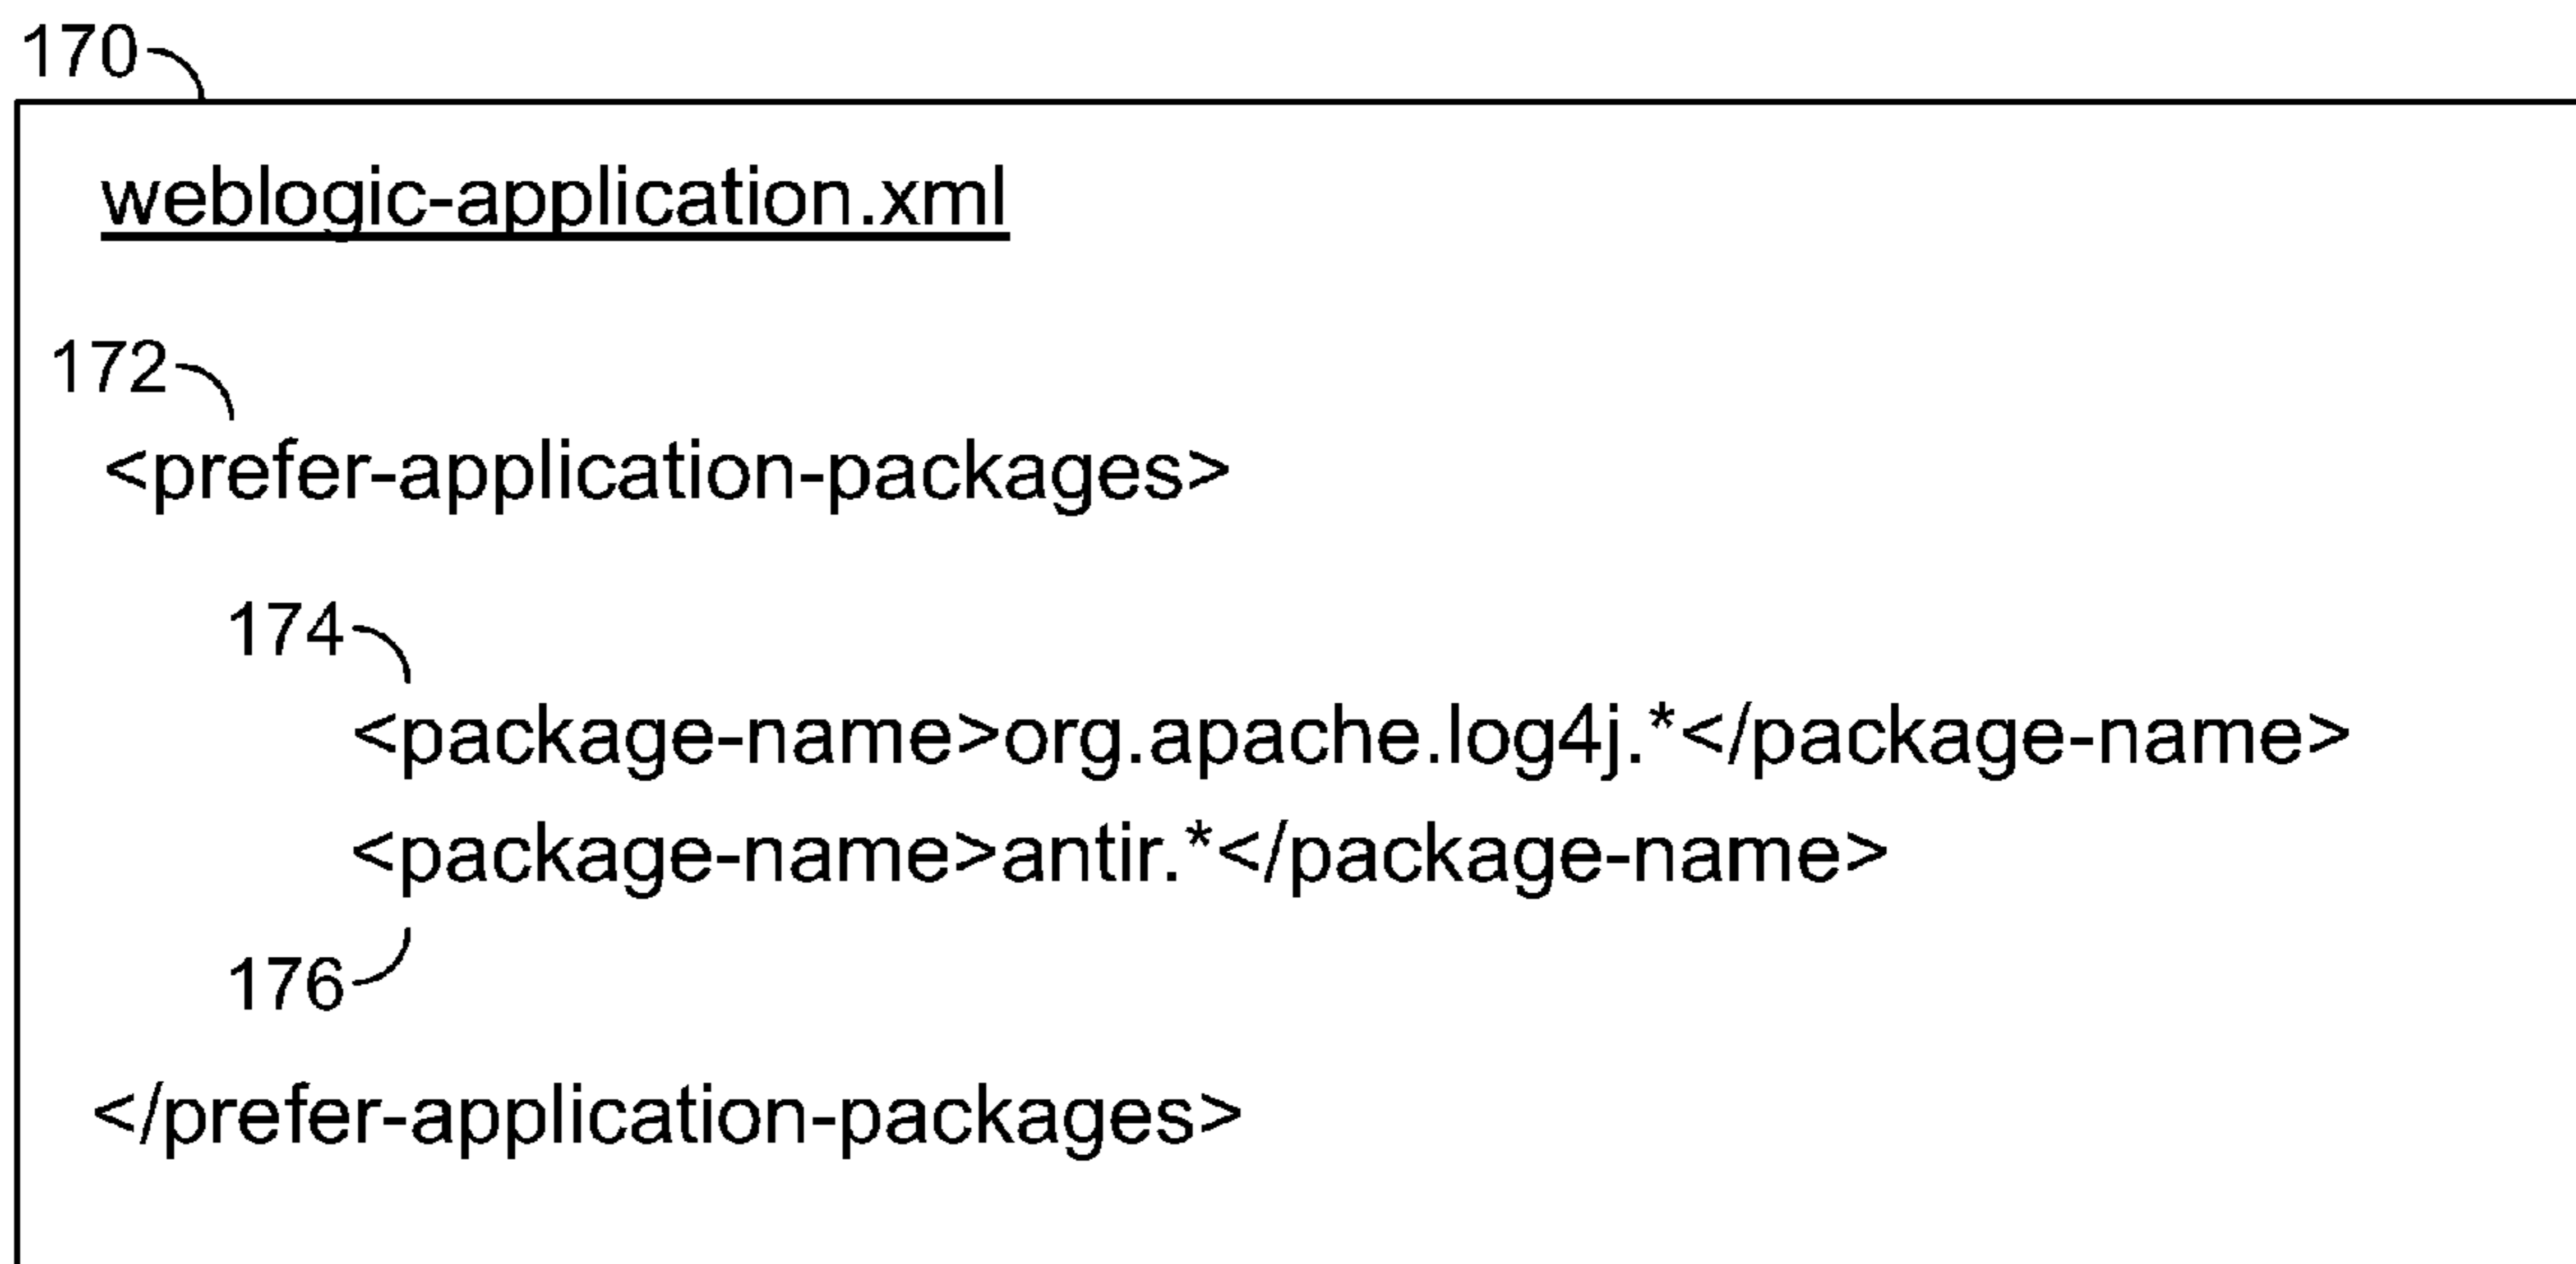 170
weblogic-application.xml
172
<prefer-application-packages>
174
<package-name>org.apache.log4j.*</package-name>
<package-name>antir.*</package-name>
176
</prefer-application-packages>